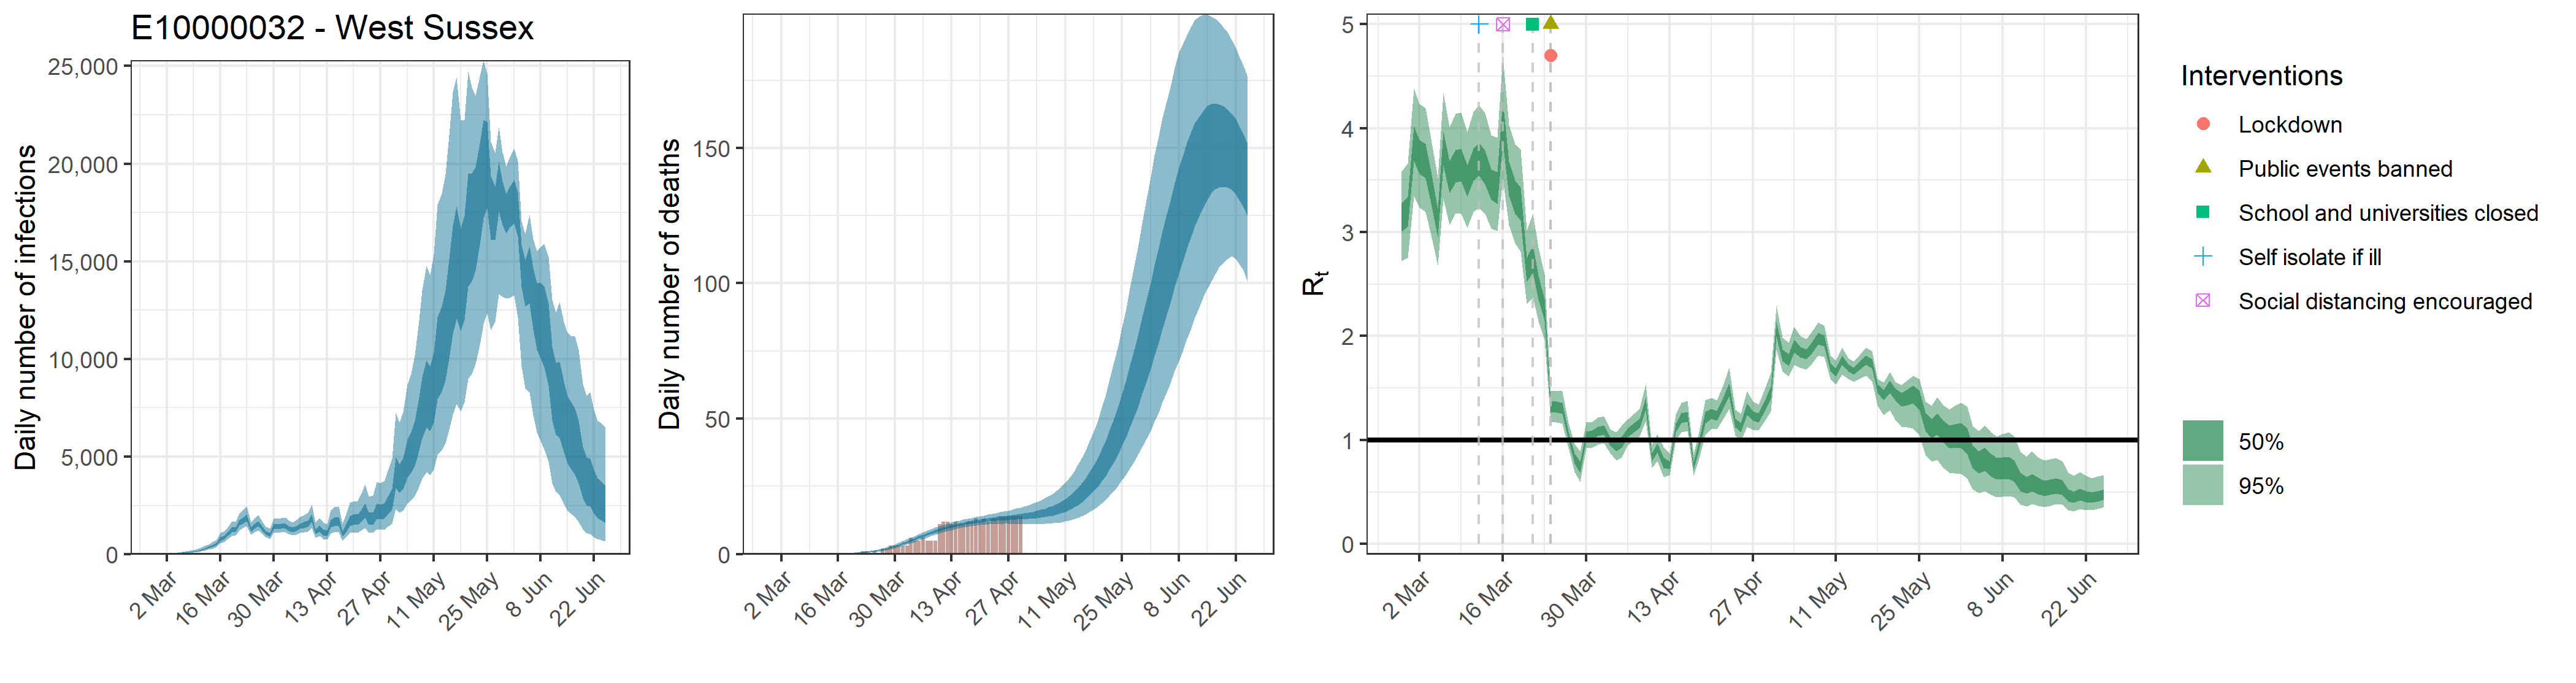 E10000032 - West Sussex
Daily number of infections
25,000
20,000
15,000
10,000
5,000
0
2 Mar
16 Mar
30 Mar
13 Apr
27 Apr
11 May
25 May
8 Jun
22 Jun
Daily number of deaths
150
100
50
0
2 Mar
16 Mar
30 Mar
13 Apr
27 Apr
11 May
25 May
8 Jun
22 Jun
Rt
5
4
3
2
1
0
2 Mar
16 Mar
30 Mar
13 Apr
27 Apr
11 May
25 May
8 Jun
22 Jun
Interventions
Lockdown
Public events banned
School and universities closed
Self isolate if ill
Social distancing encouraged
50%
95%